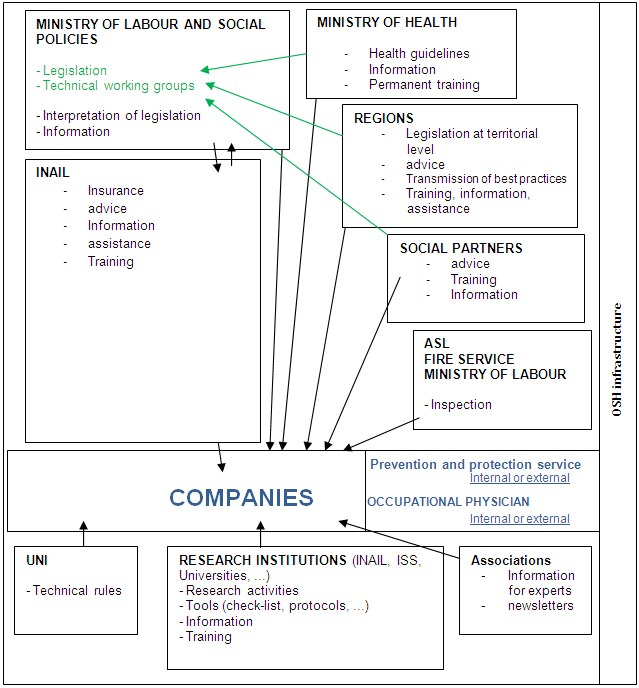 MINISTRY OF LABOUR AND SOCIAL
POLICIES
- Legislation
- Technical working groups
- Interpretation of legislation
- Information
MINISTRY OF HEALTH
- Health guidelines
- Information
- Permanent training
REGIONS
- Legislation at territorial
level
- advice
- Transmission of best practices
- Training, information,
assistance
INAIL
- Insurance
- advice
- Information
- assistance
- Training
SOCIAL PARTNERS
- advice
- Training
- Information
ASL
FIRE SERVICE
MINISTRY OF LABOUR
- Inspection
OSH infrastructure
COMPANIES
Prevention and protection service
Internal or external
OCCUPATIONAL PHYSICIAN
Internal or external
UNI
- Technical rules
RESEARCH INSTITUTIONS (INAIL, ISS,
Universities, ...)
- Research activities
- Tools (check-list, protocols, ...)
- Information
- Training
Associations
- Information
for experts
- newsletters